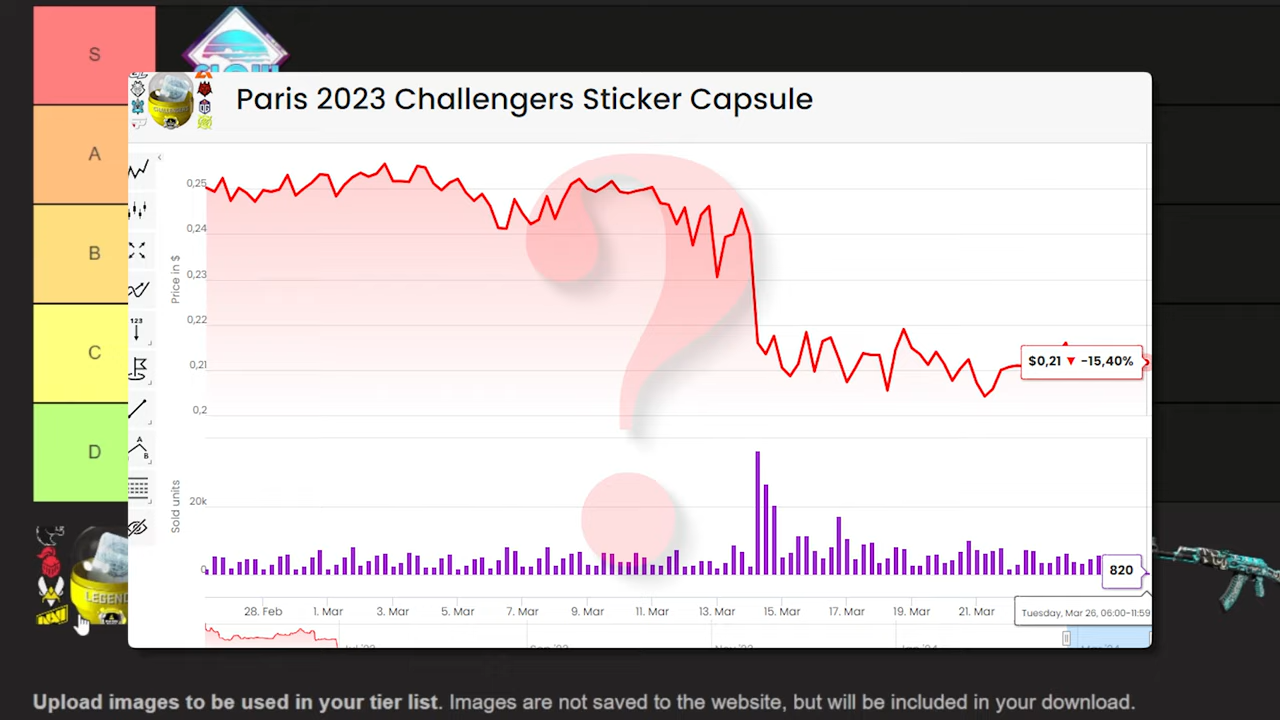 S
Paris 2023 Challengers Sticker Capsule
A
B
C
D
Price in $
0,25
0,24
0,23
0,22
0,21
0,2
$0,21 ▼ -15,40%
123
A
B
Sold units
20k
0
820
28. Feb
1. Mar
3. Mar
5. Mar
7. Mar
9. Mar
11. Mar
13. Mar
15. Mar
17. Mar
19. Mar
21. Mar
Tuesday, Mar 26, 06:00-11:59
LEGEND
Upload images to be used in your tier list. Images are not saved to the website, but will be included in your download.